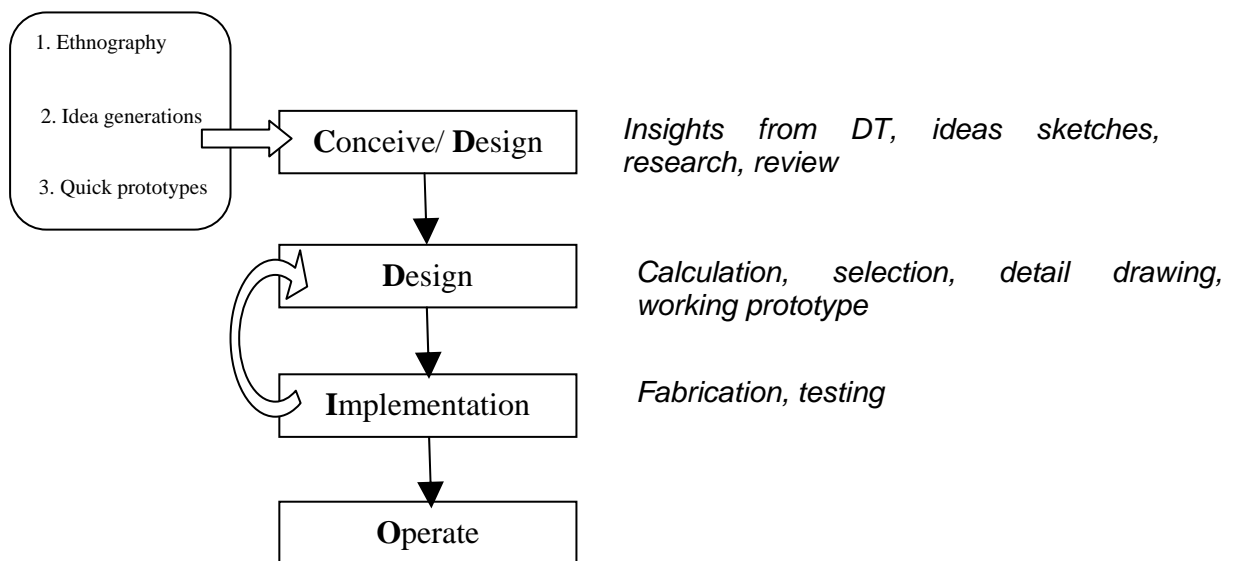 1. Ethnography
2. Idea generations
3. Quick prototypes
Conceive/ Design
Insights from DT, ideas sketches,
research, review
Design
Calculation, selection, detail drawing,
working prototype
Implementation
Fabrication, testing
Operate